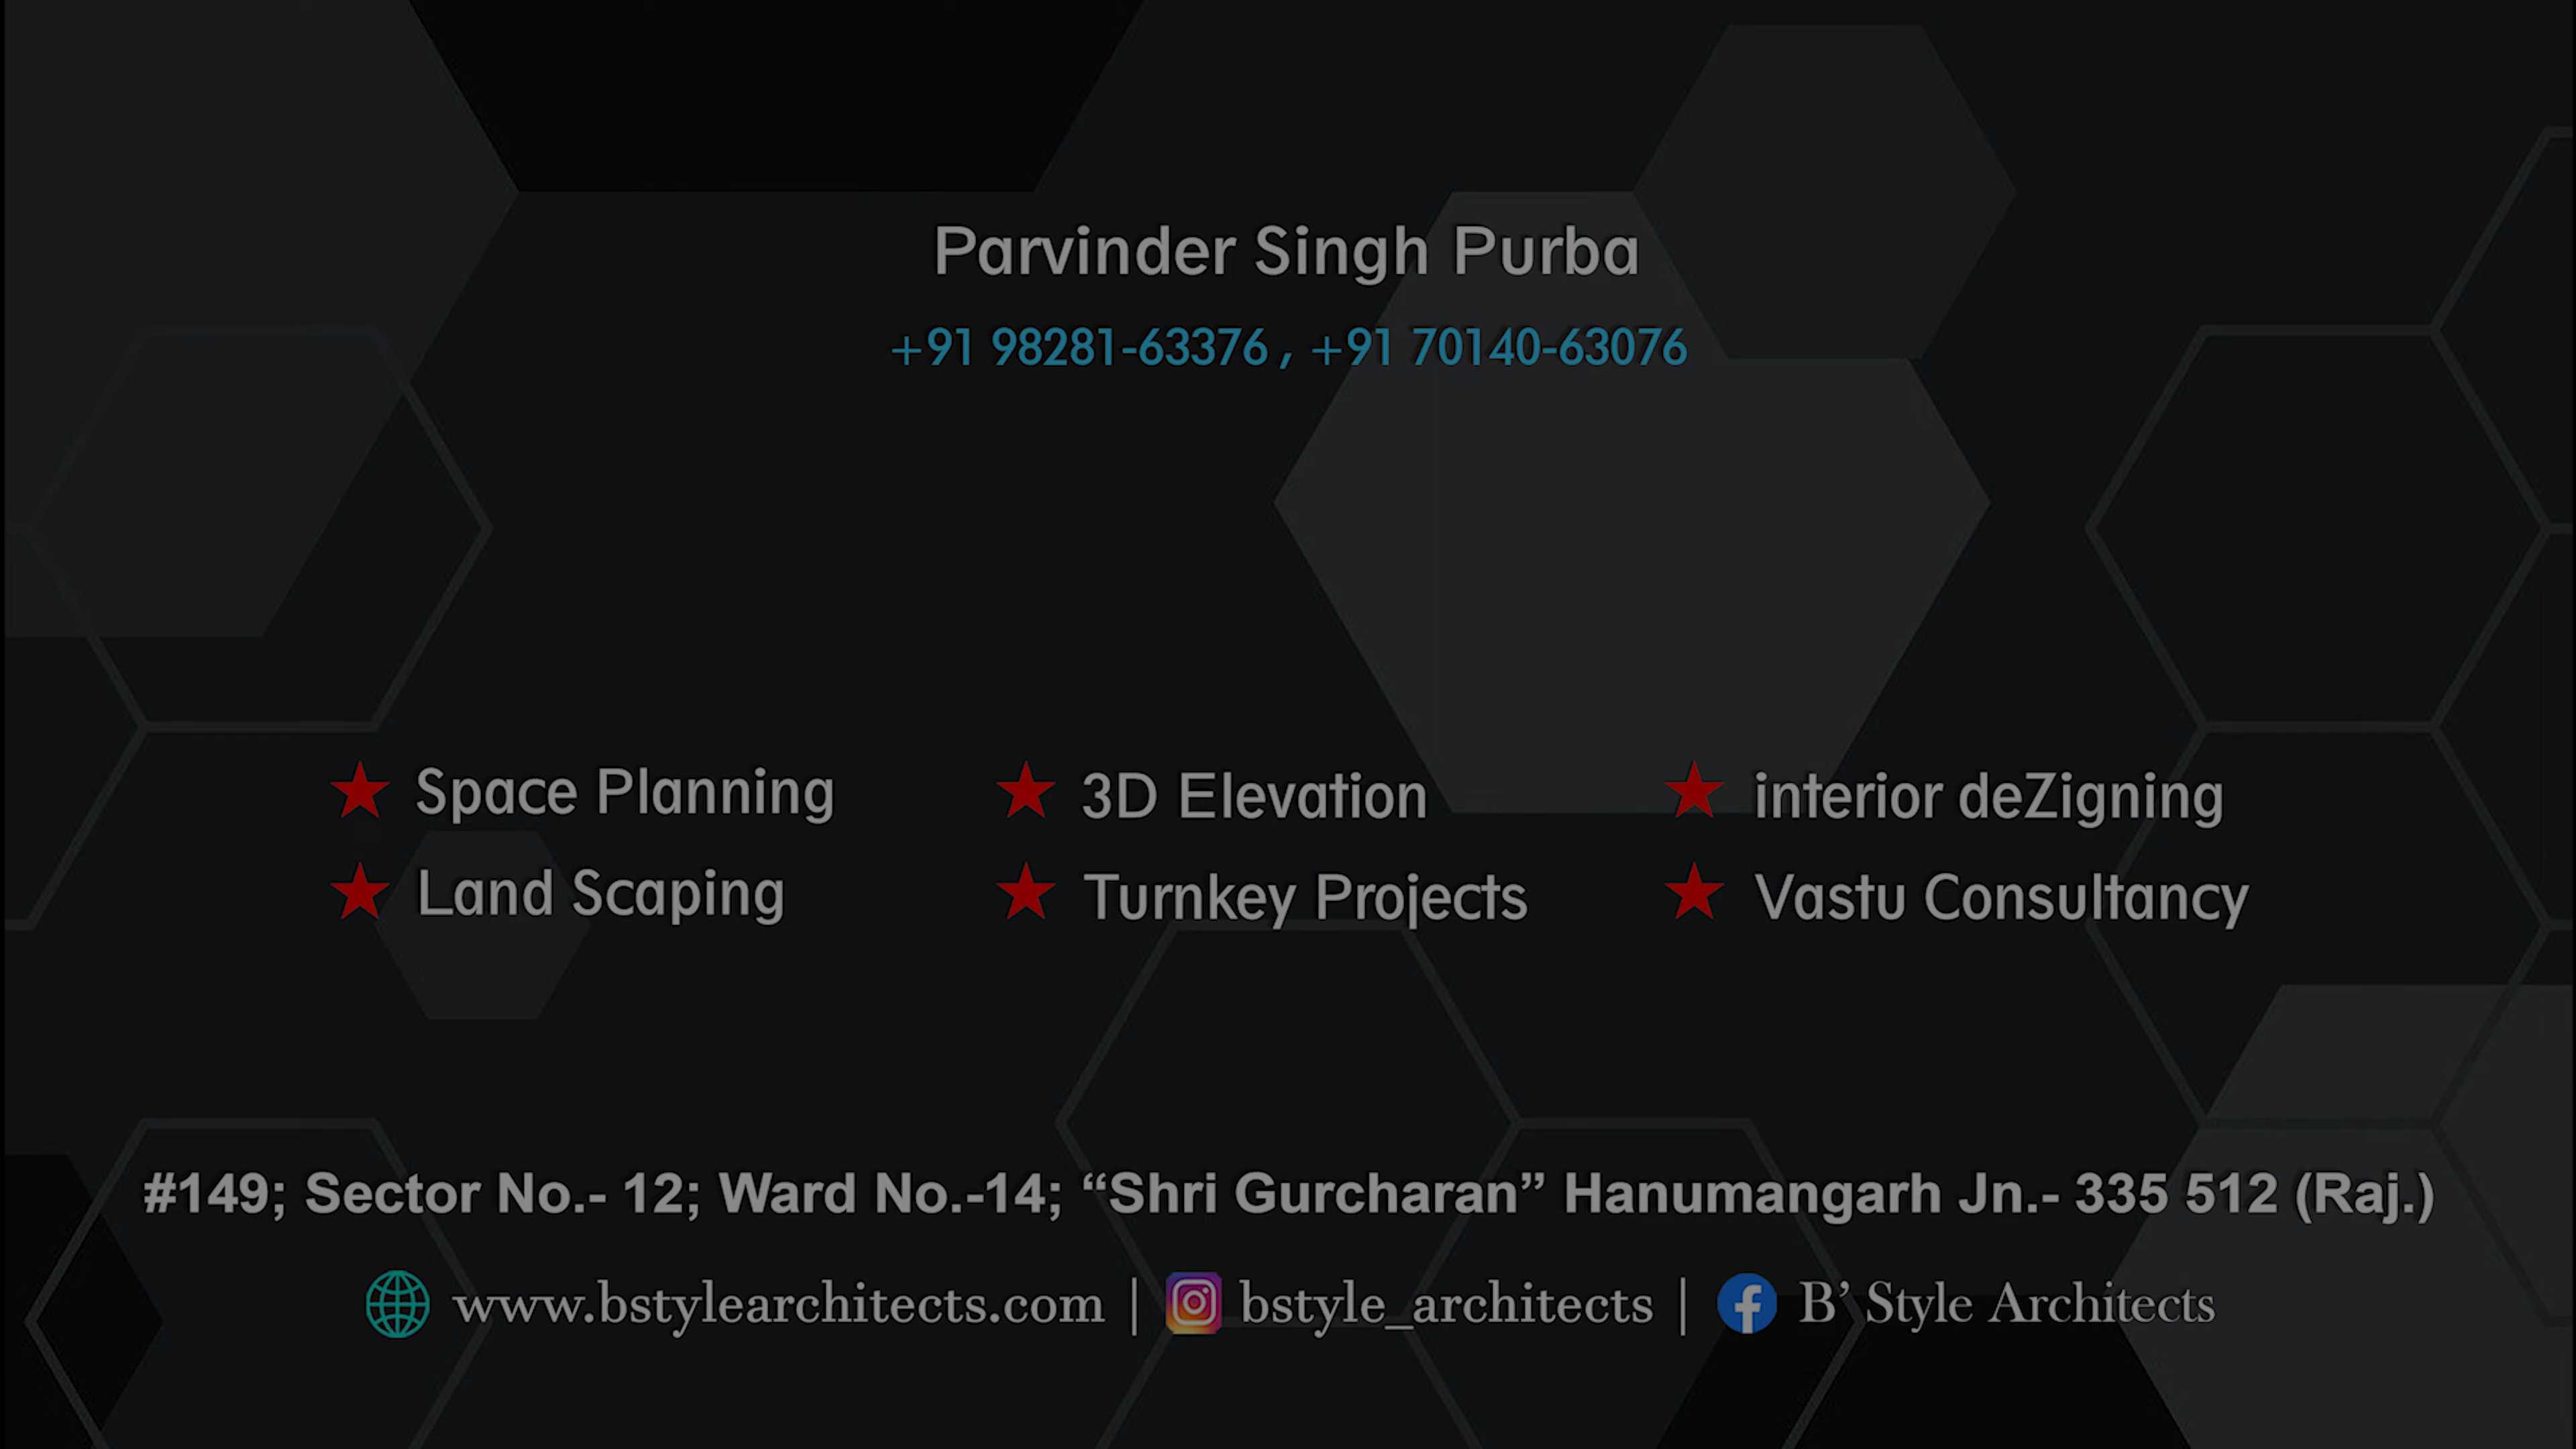 Parvinder Singh Purba
+91 98281-63376 , +91 70140-63076
★ Space Planning ★ 3D Elevation ★ interior deZigning
★ Land Scaping ★ Turnkey Projects ★ Vastu Consultancy
#149; Sector No.- 12; Ward No.-14; “Shri Gurcharan” Hanumangarh Jn.- 335 512 (Raj.)
www.bstylearchitects.com | bstyle_architects | B’ Style Architects